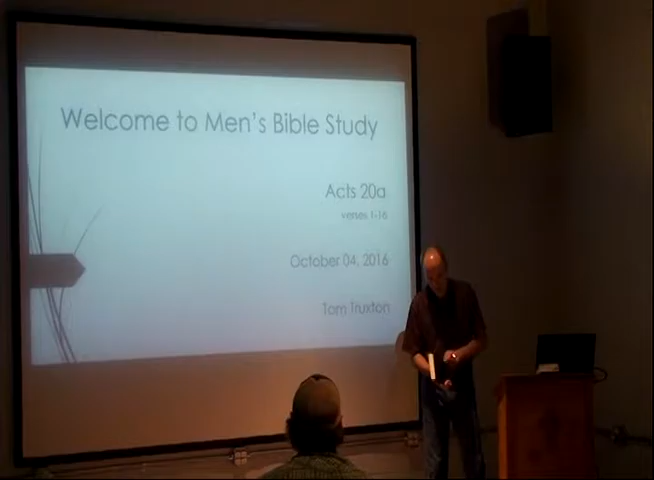 Welcome to Men's Bible Study
Acts 20a
verses 1-16
October 04, 2016
Tom Truxton